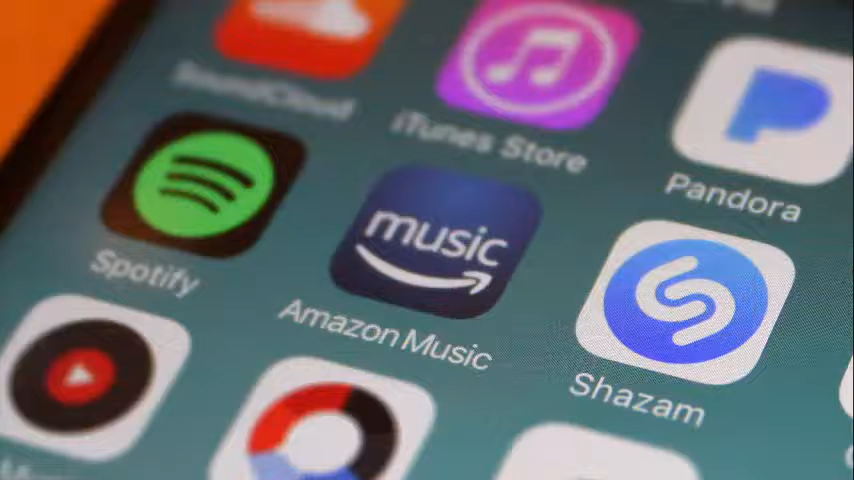 SoundCloud
iTunes Store
Pandora
Spotify
music
Amazon Music
Shazam